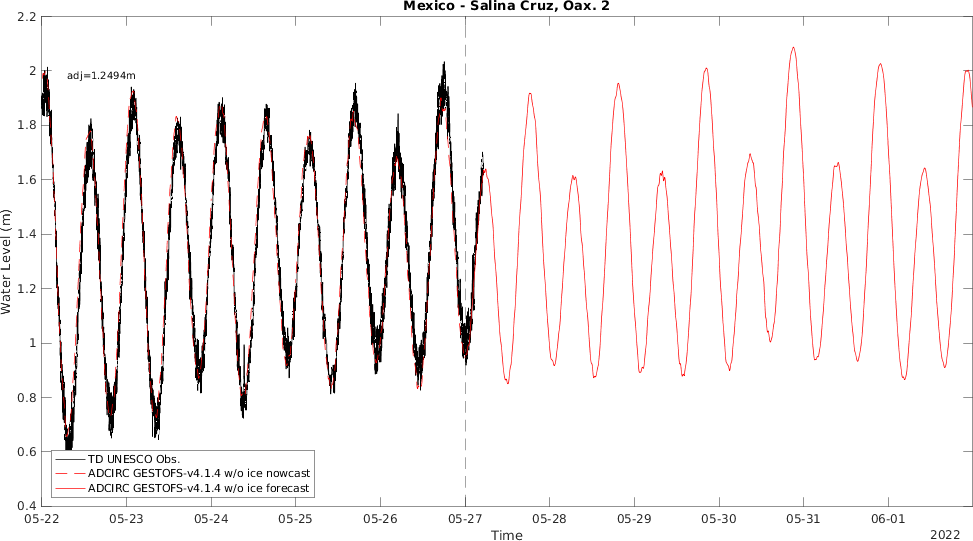 Mexico - Salina Cruz, Oax. 2
2.2
2
1.8
1.6
1.4
1.2
1
0.8
0.6
0.4
Water Level (m)
adj=1.2494m
TD UNESCO Obs.
ADCIRC GESTOFS-v4.1.4 w/o ice nowcast
ADCIRC GESTOFS-v4.1.4 w/o ice forecast
05-22 05-23 05-24 05-25 05-26 05-27 05-28 05-29 05-30 05-31 06-01
Time
2022